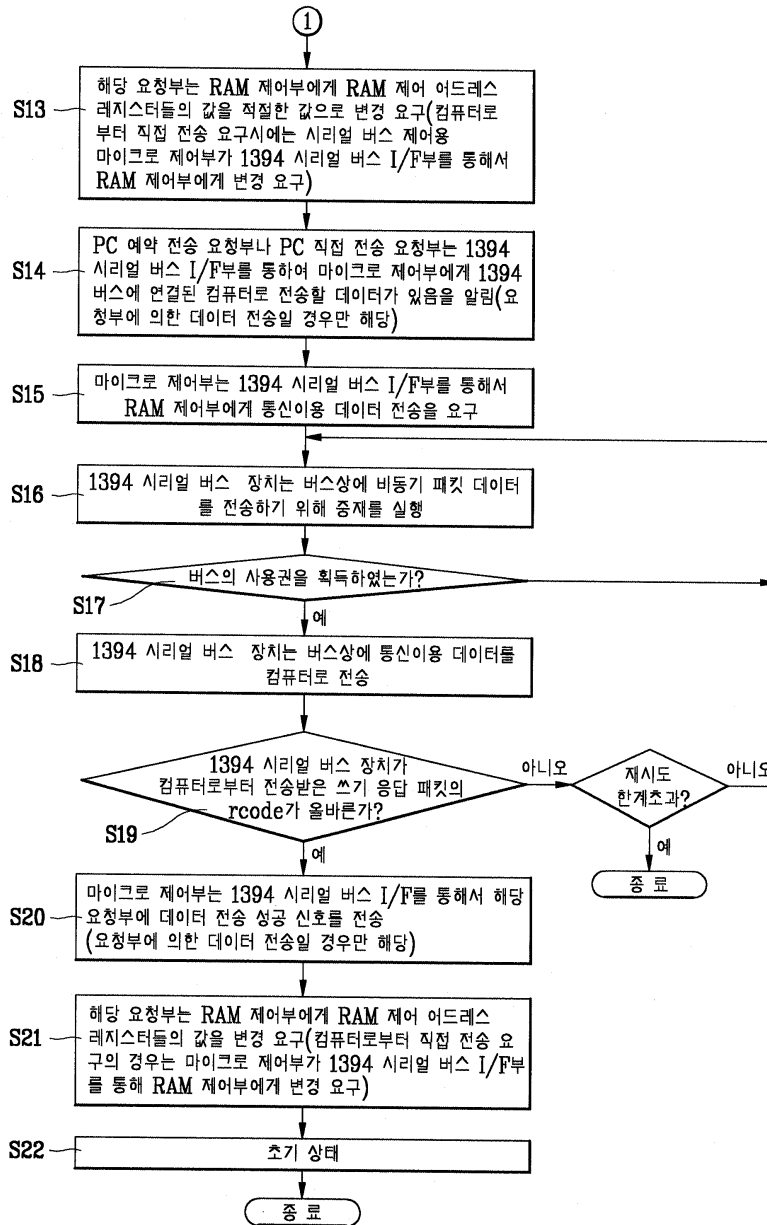 1
S13
해당 요청부는 RAM 제어부에게 RAM 제어 어드레스
레지스터들의 값을 적절한 값으로 변경 요구(컴퓨터로
부터 직접 전송 요구시에는 시리얼 버스 제어용
마이크로 제어부가 1394 시리얼 버스 I/F부를 통해서
RAM 제어부에게 변경 요구)
S14
PC 예약 전송 요청부나 PC 직접 전송 요청부는 1394
시리얼 버스 I/F부를 통하여 마이크로 제어부에게 1394
버스에 연결된 컴퓨터로 전송할 데이터가 있음을 알림(요
청부에 의한 데이터 전송일 경우만 해당)
S15
마이크로 제어부는 1394 시리얼 버스 I/F부를 통해서
RAM 제어부에게 통신이용 데이터 전송을 요구
S16
1394 시리얼 버스 장치는 버스상에 비동기 패킷 데이터
를 전송하기 위해 중재를 실행
버스의 사용권을 획득하였는가?
S17
예
S18
1394 시리얼 버스 장치는 버스상에 통신이용 데이터를
컴퓨터로 전송
1394 시리얼 버스 장치가
컴퓨터로부터 전송받은 쓰기 응답 패킷의
rcode가 올바른가?
S19
아니오
재시도
한계초과?
아니오
예
종료
예
S20
마이크로 제어부는 1394 시리얼 버스 I/F를 통해서 해당
요청부에 데이터 전송 성공 신호를 전송
(요청부에 의한 데이터 전송일 경우만 해당)
S21
해당 요청부는 RAM 제어부에게 RAM 제어 어드레스
레지스터들의 값을 변경 요구(컴퓨터로부터 직접 전송 요
구의 경우는 마이크로 제어부가 1394 시리얼 버스 I/F부
를 통해 RAM 제어부에게 변경 요구)
S22
초기 상태
종료